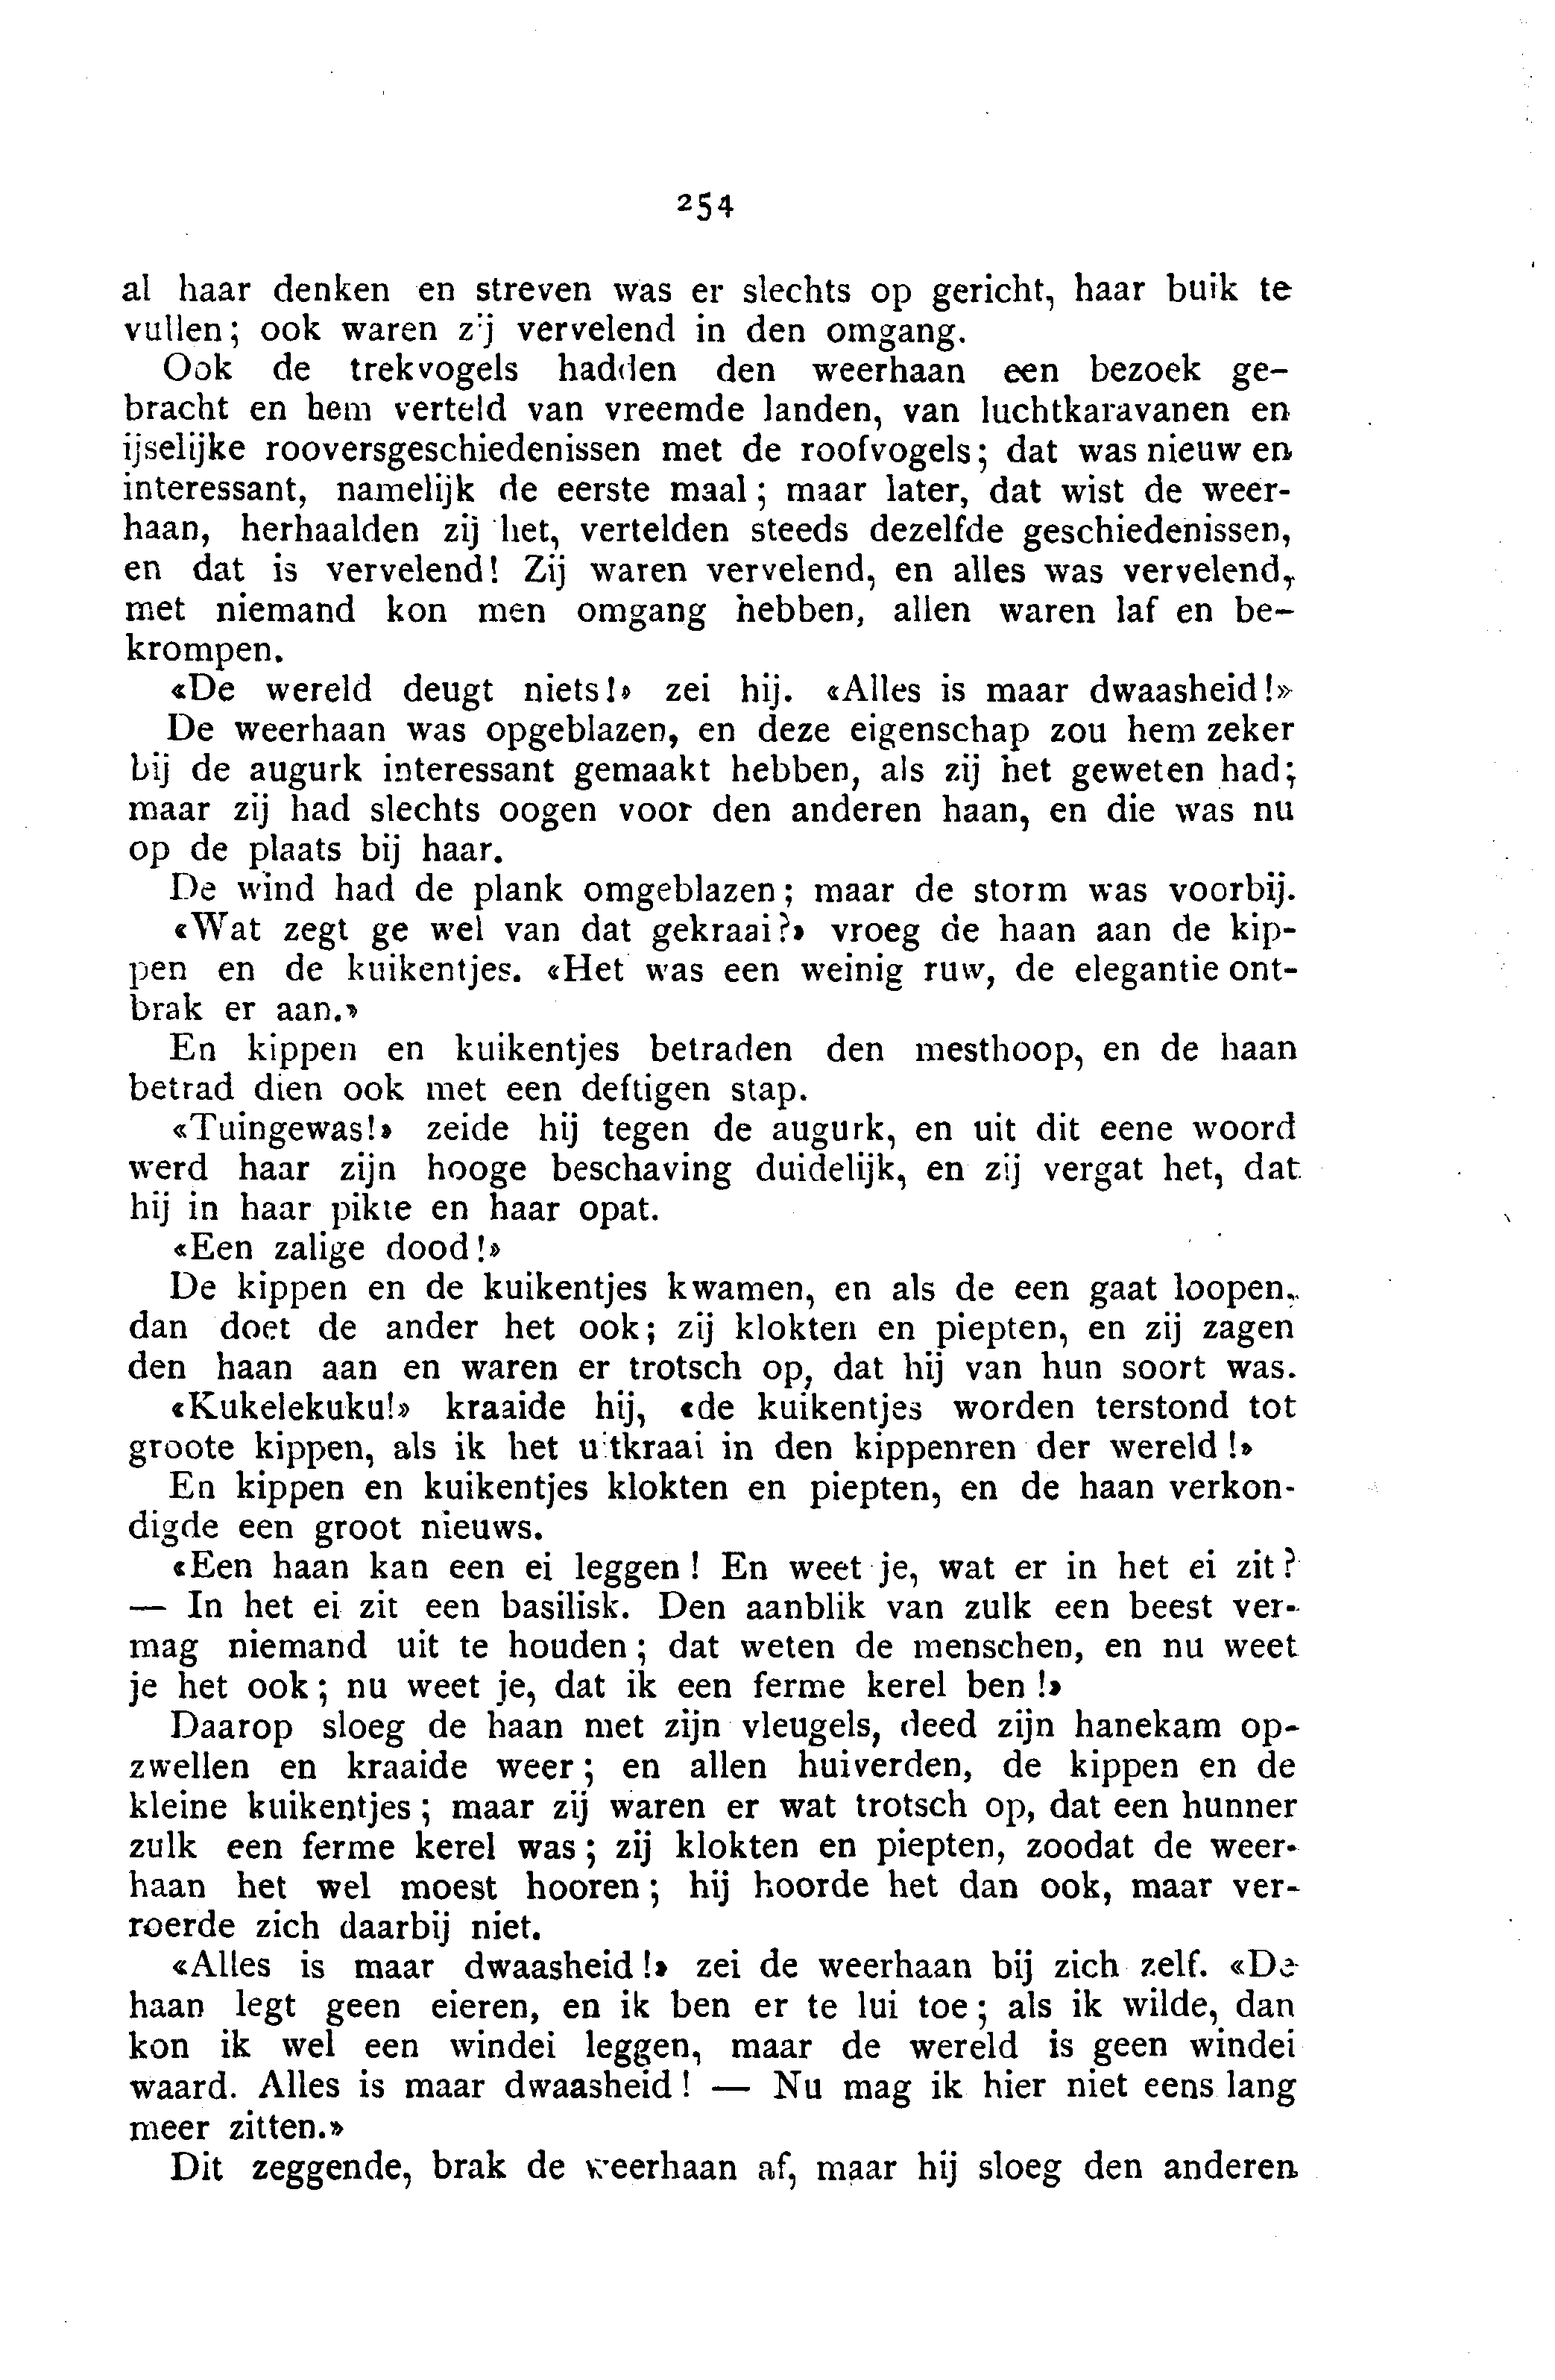 254
al haar denken en streven was er slechts op gericht, haar buik te
vullen; ook waren zij vervelend in den omgang.
Ook de trekvogels hadden den weerhaan een bezoek ge-
bracht en hem verteld van vreemde landen, van luchtkaravanen en
ijselijke rooversgeschiedenissen met de roofvogels; dat was nieuw en
interessant, namelijk de eerste maal; maar later, dat wist de weer-
haan, herhaalden zij het, vertelden steeds dezelfde geschiedenissen,
en dat is vervelend! Zij waren vervelend, en alles was vervelend,
met niemand kon men omgang hebben, allen waren laf en be-
krompen.
«De wereld deugt niets!» zei hij. «Alles is maar dwaasheid!»
De weerhaan was opgeblazen, en deze eigenschap zou hem zeker
bij de augurk interessant gemaakt hebben, als zij het geweten had;
maar zij had slechts oogen voor den anderen haan, en die was nu
op de plaats bij haar.
De wind had de plank omgeblazen; maar de storm was voorbij.
«Wat zegt ge wel van dat gekraai?» vroeg de haan aan de kip-
pen en de kuikentjes. «Het was een weinig ruw, de elegantie ont-
brak er aan.»
En kippen en kuikentjes betraden den mesthoop, en de haan
betrad dien ook met een deftigen stap.
«Tuingewas!» zeide hij tegen de augurk, en uit dit eene woord
werd haar zijn hooge beschaving duidelijk, en zij vergat het, dat
hij in haar pikte en haar opat.
«Een zalige dood!»
De kippen en de kuikentjes kwamen, en als de een gaat loopen,
dan doet de ander het ook; zij klokten en piepten, en zij zagen
den haan aan en waren er trotsch op, dat hij van hun soort was.
«Kukelekuku!» kraaide hij, «de kuikentjes worden terstond tot
groote kippen, als ik het uitkraai in den kippenren der wereld!»
En kippen en kuikentjes klokten en piepten, en de haan verkon-
digde een groot nieuws.
«Een haan kan een ei leggen! En weet je, wat er in het ei zit?
— In het ei zit een basilisk. Den aanblik van zulk een beest ver-
mag niemand uit te houden; dat weten de menschen, en nu weet
je het ook; nu weet je, dat ik een ferme kerel ben!»
Daarop sloeg de haan met zijn vleugels, deed zijn hanekam op-
zwellen en kraaide weer; en allen huiverden, de kippen en de
kleine kuikentjes; maar zij waren er wat trotsch op, dat een hunner
zulk een ferme kerel was; zij klokten en piepten, zoodat de weer-
haan het wel moest hooren; hij hoorde het dan ook, maar ver-
roerde zich daarbij niet.
«Alles is maar dwaasheid!» zei de weerhaan bij zich zelf. «De
haan legt geen eieren, en ik ben er te lui toe; als ik wilde, dan
kon ik wel een windei leggen, maar de wereld is geen windei
waard. Alles is maar dwaasheid! — Nu mag ik hier niet eens lang
meer zitten.»
Dit zeggende, brak de weerhaan af, maar hij sloeg den anderen